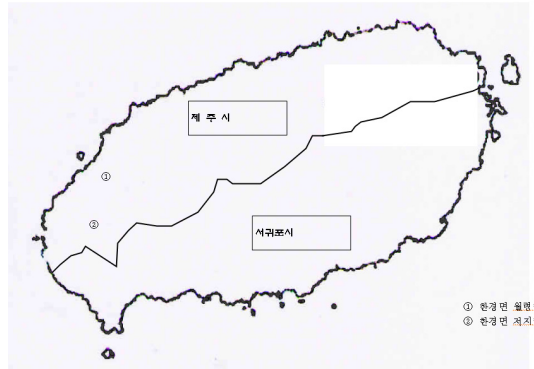 제 주 시
①
②
서귀포시
① 한경면 월령
② 한경면 저지